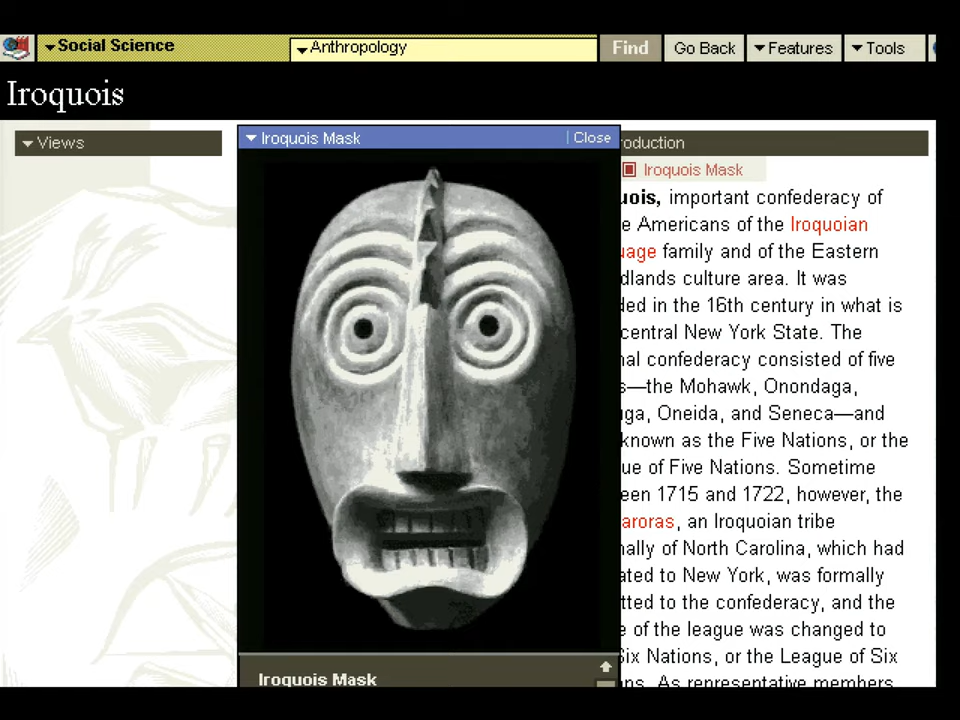 Social Science
Anthropology
Find
Go Back
Features
Tools
Iroquois
Views
Iroquois Mask
Close
roduction
Iroquois Mask
uois, important confederacy of
e Americans of the Iroquoian
uage family and of the Eastern
dlands culture area. It was
ded in the 16th century in what is
central New York State. The
nal confederacy consisted of five
s—the Mohawk, Onondaga,
uga, Oneida, and Seneca—and
known as the Five Nations, or the
ue of Five Nations. Sometime
een 1715 and 1722, however, the
aroras, an Iroquoian tribe
nally of North Carolina, which had
ated to New York, was formally
tted to the confederacy, and the
e of the league was changed to
Six Nations, or the League of Six
ns. As representative members
Iroquois Mask